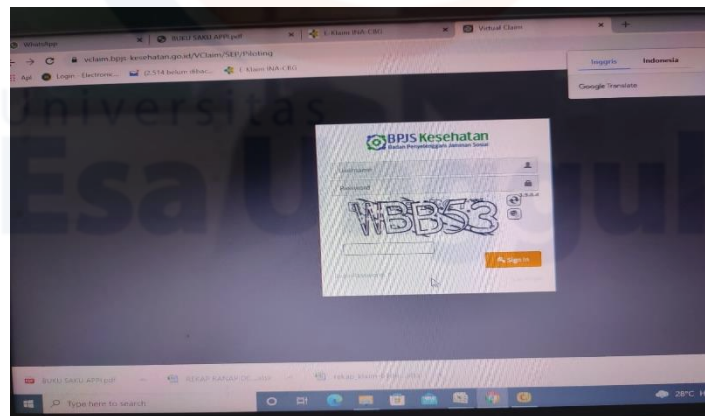 WhatsApp
BUKU SAKU APPI.pdf
E-Klaim INA-CBG
Virtual Claim
vclaim.bpjs-kesehatan.go.id/VClaim/SEP/Piloting
Apl
Login - Electronic...
E-Klaim INA-CBG
Inggris
Indonesia
Google Translate
Universitas
Esa Unggul
BPJS Kesehatan
Badan Penyelenggara Jaminan Sosial
Username
Password
WBB53
Sign In
BUKU SAKU APPI.pdf
Type here to search
28°C